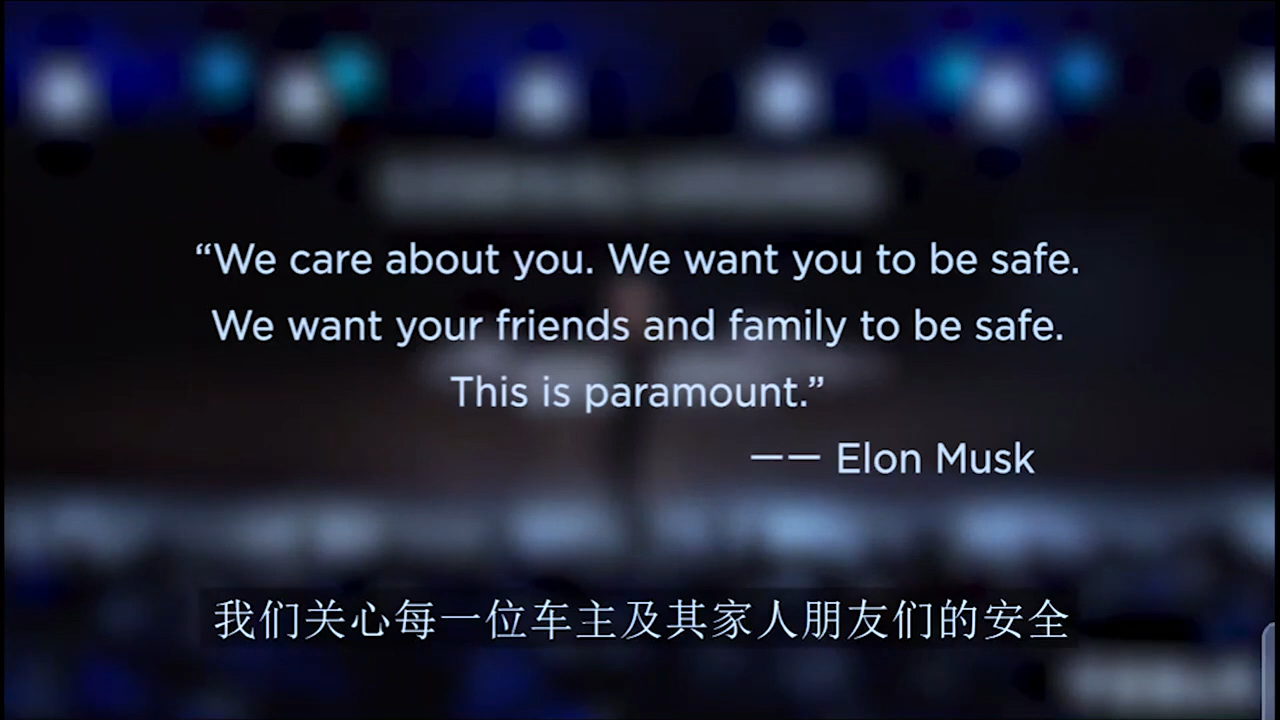 “We care about you. We want you to be safe.
We want your friends and family to be safe.
This is paramount.”
—— Elon Musk
我们关心每一位车主及其家人朋友们的安全